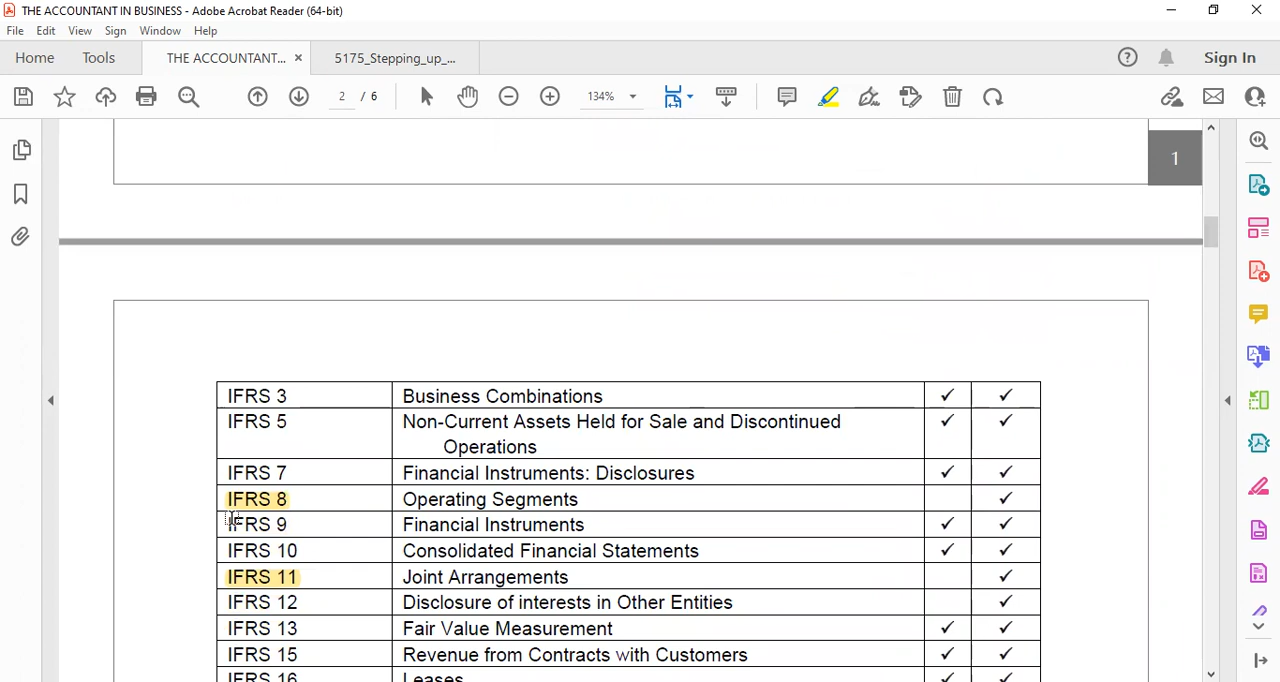 THE ACCOUNTANT IN BUSINESS - Adobe Acrobat Reader (64-bit)
File Edit View Sign Window Help
Home Tools THE ACCOUNTANT... × 5175_Stepping_up_... Sign In
2 / 6 134%
1
IFRS 3 Business Combinations ✓ ✓
IFRS 5 Non-Current Assets Held for Sale and Discontinued ✓ ✓
Operations
IFRS 7 Financial Instruments: Disclosures ✓ ✓
IFRS 8 Operating Segments ✓
IFRS 9 Financial Instruments ✓ ✓
IFRS 10 Consolidated Financial Statements ✓ ✓
IFRS 11 Joint Arrangements ✓
IFRS 12 Disclosure of interests in Other Entities ✓
IFRS 13 Fair Value Measurement ✓ ✓
IFRS 15 Revenue from Contracts with Customers ✓ ✓
IFRS 16 Leases ✓ ✓